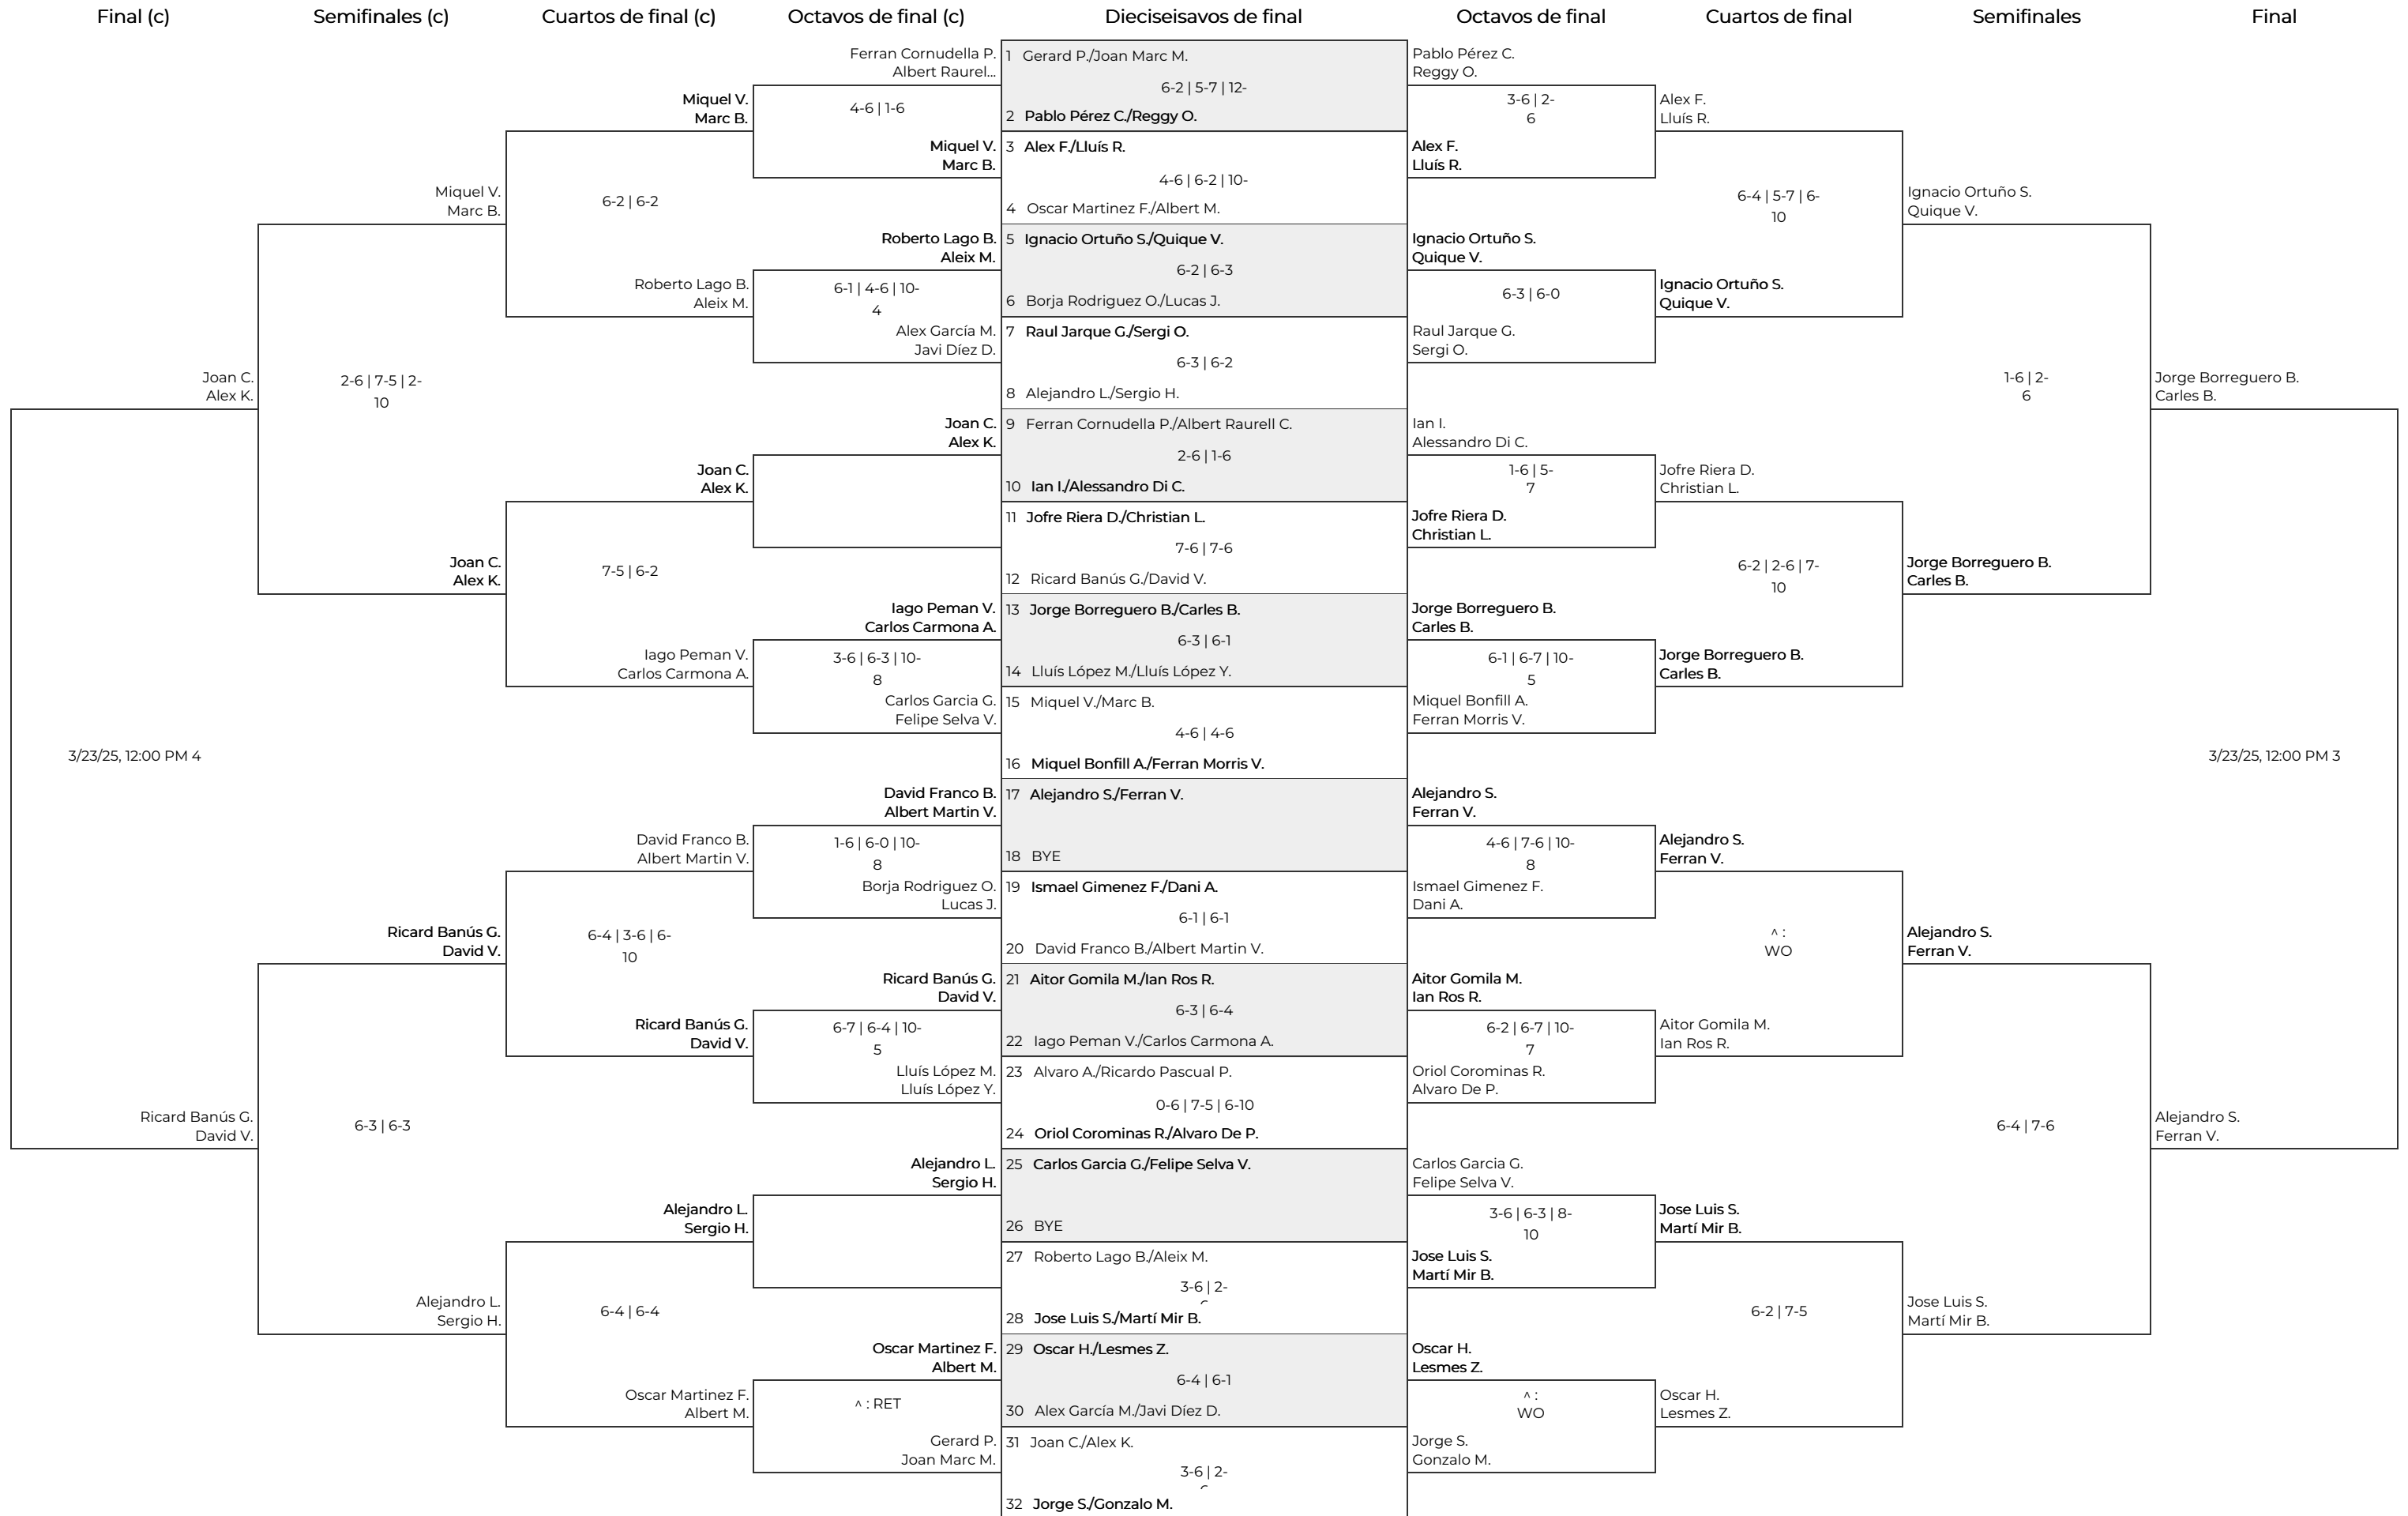 Final (c)
Semifinales (c)
Cuartos de final (c)
Octavos de final (c)
Dieciseisavos de final
Octavos de final
Cuartos de final
Semifinales
Final
Joan C.
Alex K.
3/23/25, 12:00 PM 4
Ricard Banús G.
David V.
Miquel V.
Marc B.
2-6 | 7-5 | 2-
10
Joan C.
Alex K.
Ricard Banús G.
David V.
6-3 | 6-3
Alejandro L.
Sergio H.
Miquel V.
Marc B.
6-2 | 6-2
Roberto Lago B.
Aleix M.
Joan C.
Alex K.
7-5 | 6-2
Iago Peman V.
Carlos Carmona A.
David Franco B.
Albert Martin V.
6-4 | 3-6 | 6-
10
Ricard Banús G.
David V.
Alejandro L.
Sergio H.
6-4 | 6-4
Oscar Martinez F.
Albert M.
Ferran Cornudella P.
Albert Raurel...
4-6 | 1-6
Miquel V.
Marc B.
Roberto Lago B.
Aleix M.
6-1 | 4-6 | 10-
4
Alex García M.
Javi Díez D.
Joan C.
Alex K.
Iago Peman V.
Carlos Carmona A.
3-6 | 6-3 | 10-
8
Carlos Garcia G.
Felipe Selva V.
David Franco B.
Albert Martin V.
1-6 | 6-0 | 10-
8
Borja Rodriguez O.
Lucas J.
Ricard Banús G.
David V.
6-7 | 6-4 | 10-
5
Lluís López M.
Lluís López Y.
Alejandro L.
Sergio H.
Oscar Martinez F.
Albert M.
^ : RET
Gerard P.
Joan Marc M.
1 Gerard P./Joan Marc M.
6-2 | 5-7 | 12-
2 Pablo Pérez C./Reggy O.
3 Alex F./Lluís R.
4-6 | 6-2 | 10-
4 Oscar Martinez F./Albert M.
5 Ignacio Ortuño S./Quique V.
6-2 | 6-3
6 Borja Rodriguez O./Lucas J.
7 Raul Jarque G./Sergi O.
6-3 | 6-2
8 Alejandro L./Sergio H.
9 Ferran Cornudella P./Albert Raurell C.
2-6 | 1-6
10 Ian I./Alessandro Di C.
11 Jofre Riera D./Christian L.
7-6 | 7-6
12 Ricard Banús G./David V.
13 Jorge Borreguero B./Carles B.
6-3 | 6-1
14 Lluís López M./Lluís López Y.
15 Miquel V./Marc B.
4-6 | 4-6
16 Miquel Bonfill A./Ferran Morris V.
17 Alejandro S./Ferran V.
18 BYE
19 Ismael Gimenez F./Dani A.
6-1 | 6-1
20 David Franco B./Albert Martin V.
21 Aitor Gomila M./Ian Ros R.
6-3 | 6-4
22 Iago Peman V./Carlos Carmona A.
23 Alvaro A./Ricardo Pascual P.
0-6 | 7-5 | 6-10
24 Oriol Corominas R./Alvaro De P.
25 Carlos Garcia G./Felipe Selva V.
26 BYE
27 Roberto Lago B./Aleix M.
3-6 | 2-
28 Jose Luis S./Martí Mir B.
29 Oscar H./Lesmes Z.
6-4 | 6-1
30 Alex García M./Javi Díez D.
31 Joan C./Alex K.
3-6 | 2-
32 Jorge S./Gonzalo M.
Pablo Pérez C.
Reggy O.
3-6 | 2-
6
Alex F.
Lluís R.
Ignacio Ortuño S.
Quique V.
6-3 | 6-0
Raul Jarque G.
Sergi O.
Ian I.
Alessandro Di C.
1-6 | 5-
7
Jofre Riera D.
Christian L.
Jorge Borreguero B.
Carles B.
6-1 | 6-7 | 10-
5
Miquel Bonfill A.
Ferran Morris V.
Alejandro S.
Ferran V.
4-6 | 7-6 | 10-
8
Ismael Gimenez F.
Dani A.
Aitor Gomila M.
Ian Ros R.
6-2 | 6-7 | 10-
7
Oriol Corominas R.
Alvaro De P.
Carlos Garcia G.
Felipe Selva V.
3-6 | 6-3 | 8-
10
Jose Luis S.
Martí Mir B.
Oscar H.
Lesmes Z.
^ :
WO
Jorge S.
Gonzalo M.
Alex F.
Lluís R.
6-4 | 5-7 | 6-
10
Ignacio Ortuño S.
Quique V.
Jofre Riera D.
Christian L.
6-2 | 2-6 | 7-
10
Jorge Borreguero B.
Carles B.
Alejandro S.
Ferran V.
^ :
WO
Aitor Gomila M.
Ian Ros R.
Jose Luis S.
Martí Mir B.
6-2 | 7-5
Oscar H.
Lesmes Z.
Ignacio Ortuño S.
Quique V.
1-6 | 2-
6
Jorge Borreguero B.
Carles B.
Alejandro S.
Ferran V.
6-4 | 7-6
Jose Luis S.
Martí Mir B.
Jorge Borreguero B.
Carles B.
3/23/25, 12:00 PM 3
Alejandro S.
Ferran V.